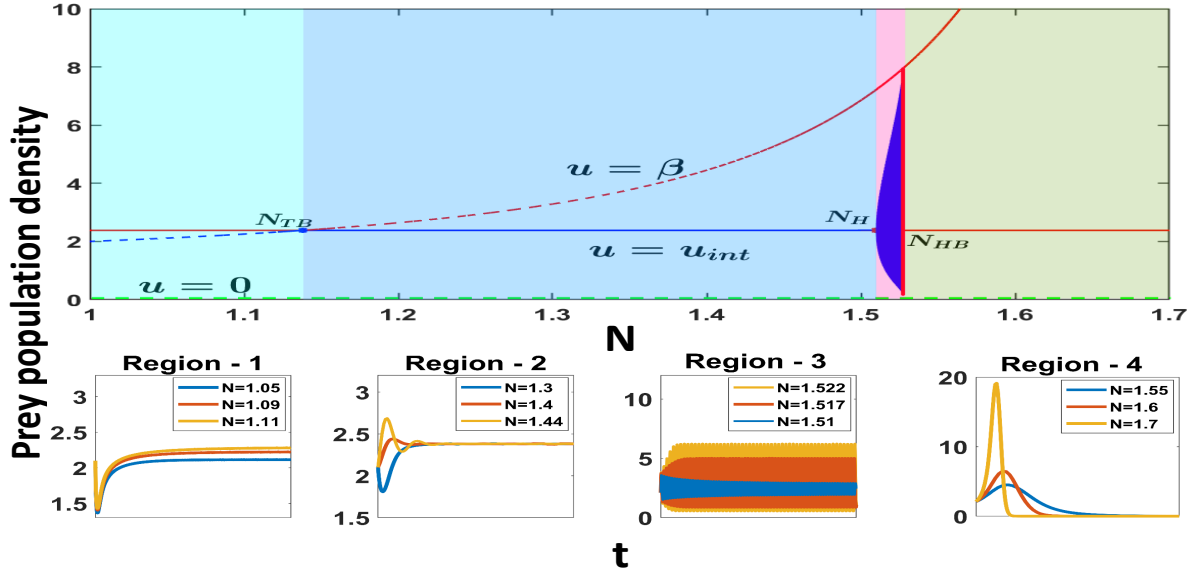 Prey population density
10
8
6
4
2
0
u = β
N_TB
N_H
u = u_int
N_HB
u = 0
1 1.1 1.2 1.3 1.4 1.5 1.6 1.7
N
Region - 1
3
2.5
2
1.5
N=1.05
N=1.09
N=1.11
Region - 2
3
2.5
2
1.5
N=1.3
N=1.4
N=1.44
Region - 3
10
5
0
N=1.522
N=1.517
N=1.51
Region - 4
20
10
0
N=1.55
N=1.6
N=1.7
t